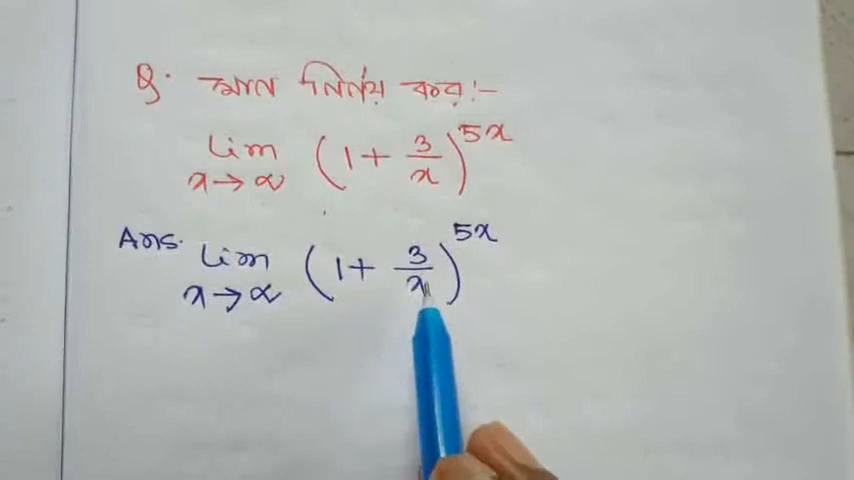 Q. মান নির্ণয় কর :-
lim x→∞ (1 + 3/x)^5x
Ans. lim x→∞ (1 + 3/x)^5x